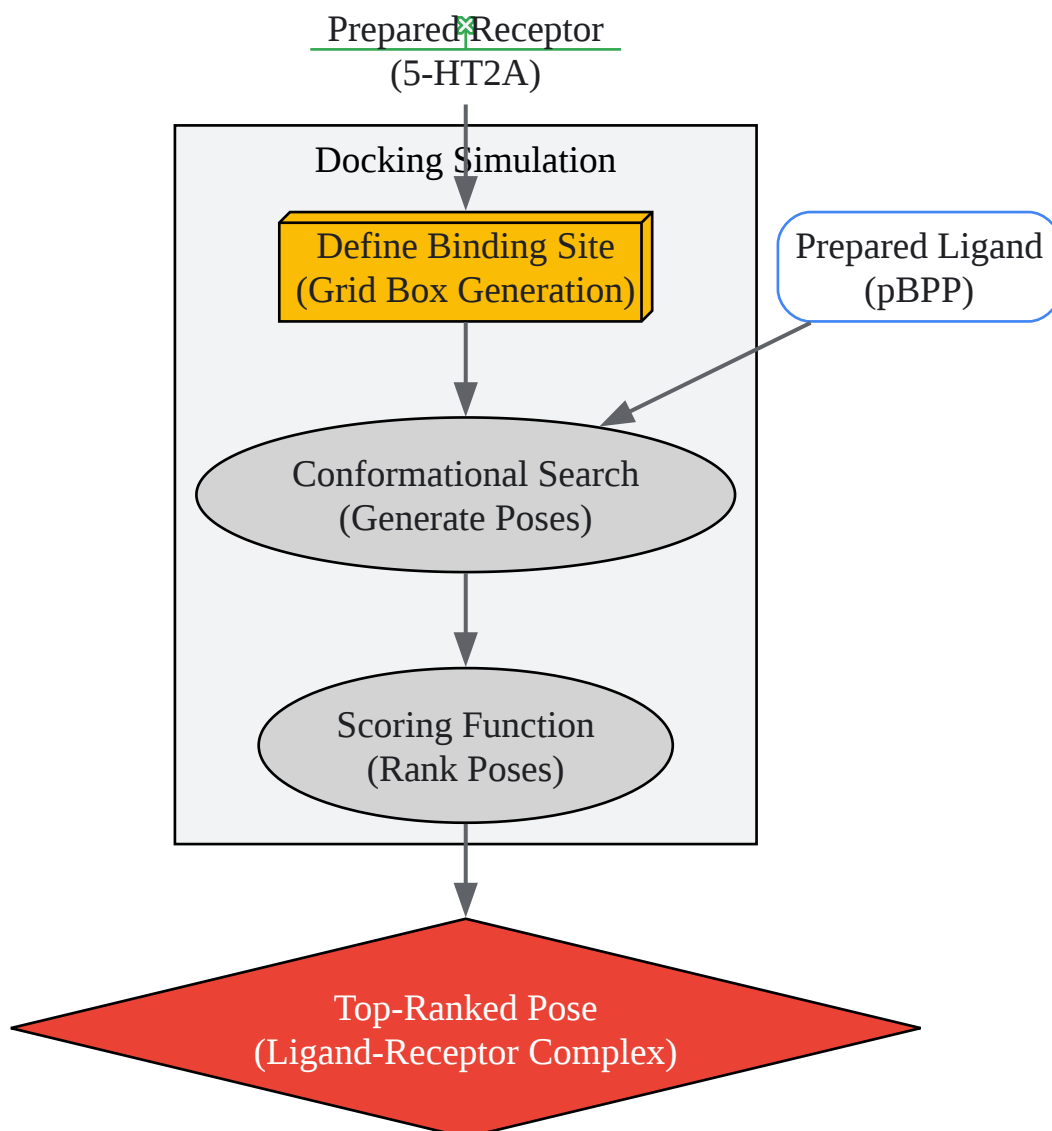 Prepared Receptor
(5-HT2A)
Docking Simulation
Define Binding Site
(Grid Box Generation)
Prepared Ligand
(pBPP)
Conformational Search
(Generate Poses)
Scoring Function
(Rank Poses)
Top-Ranked Pose
(Ligand-Receptor Complex)